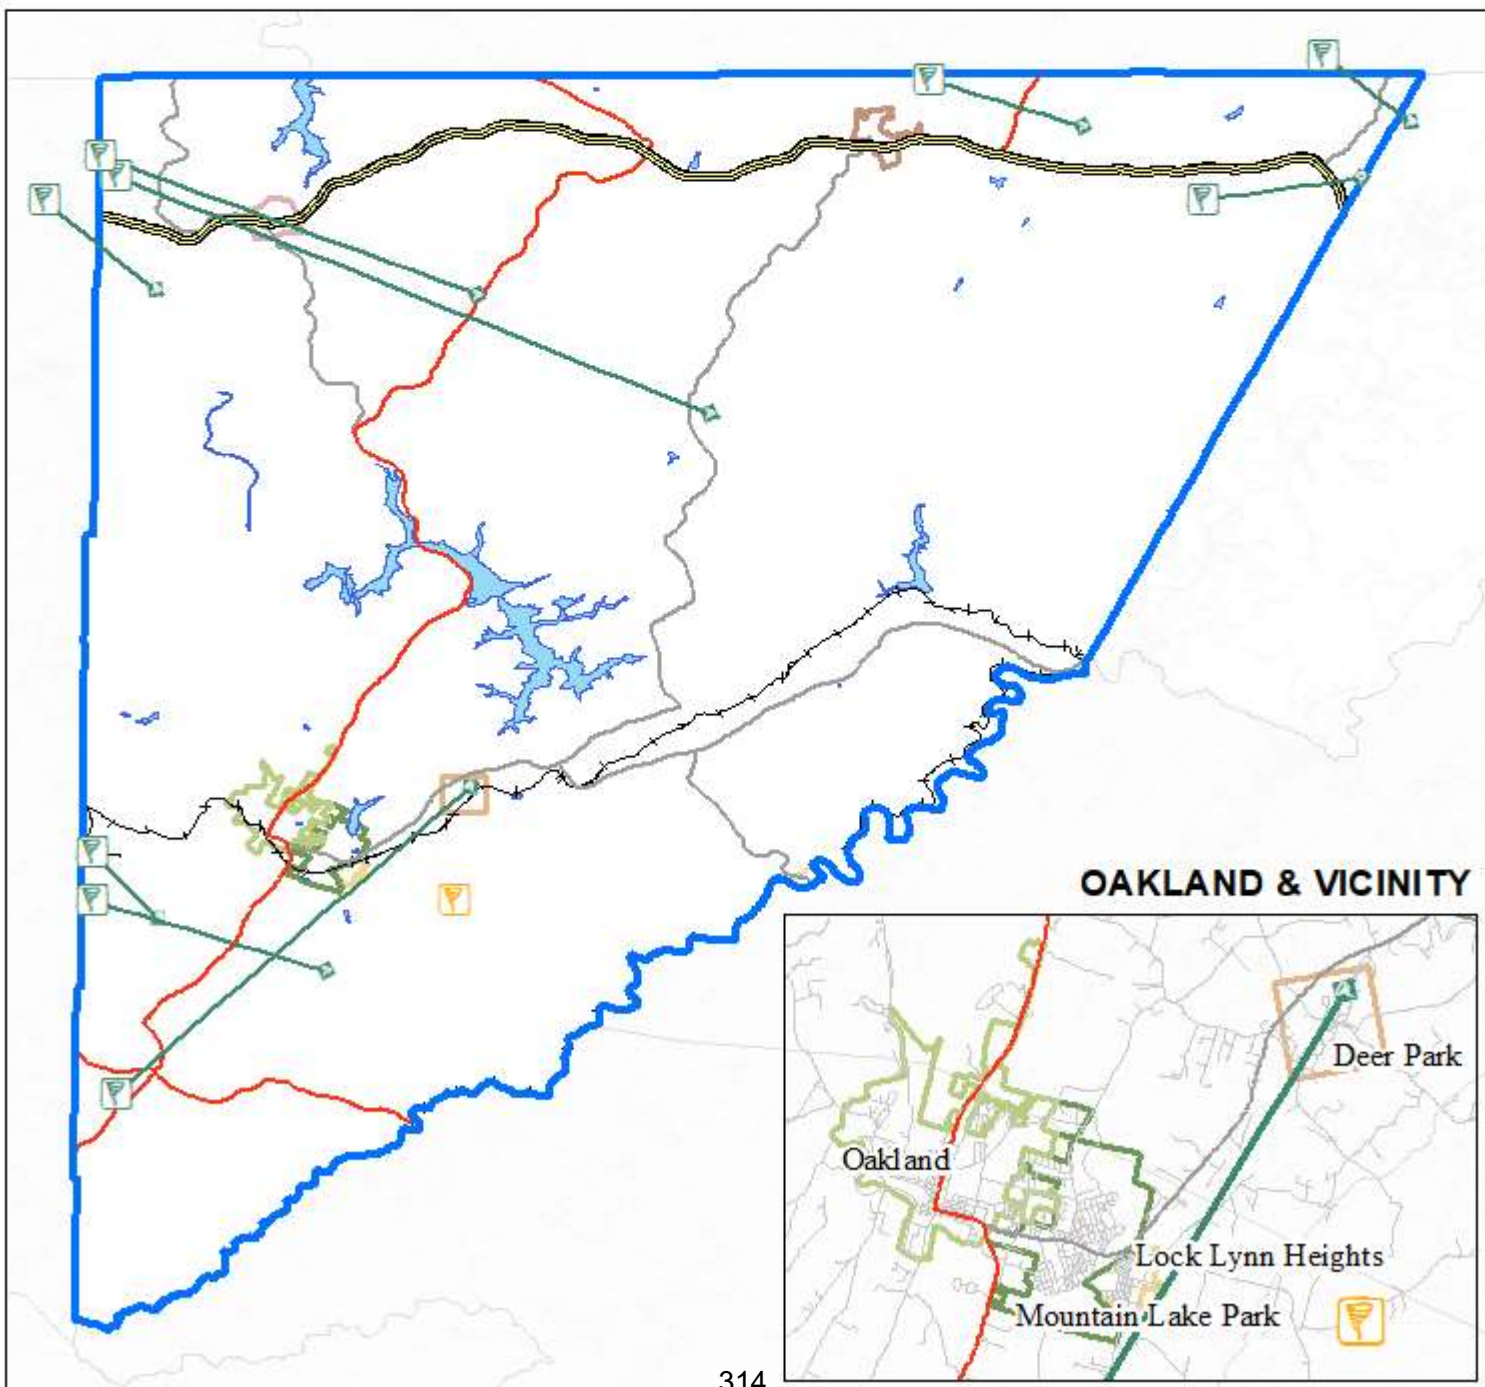 OAKLAND & VICINITY
Deer Park
Oakland
Lock Lynn Heights
Mountain Lake Park
314